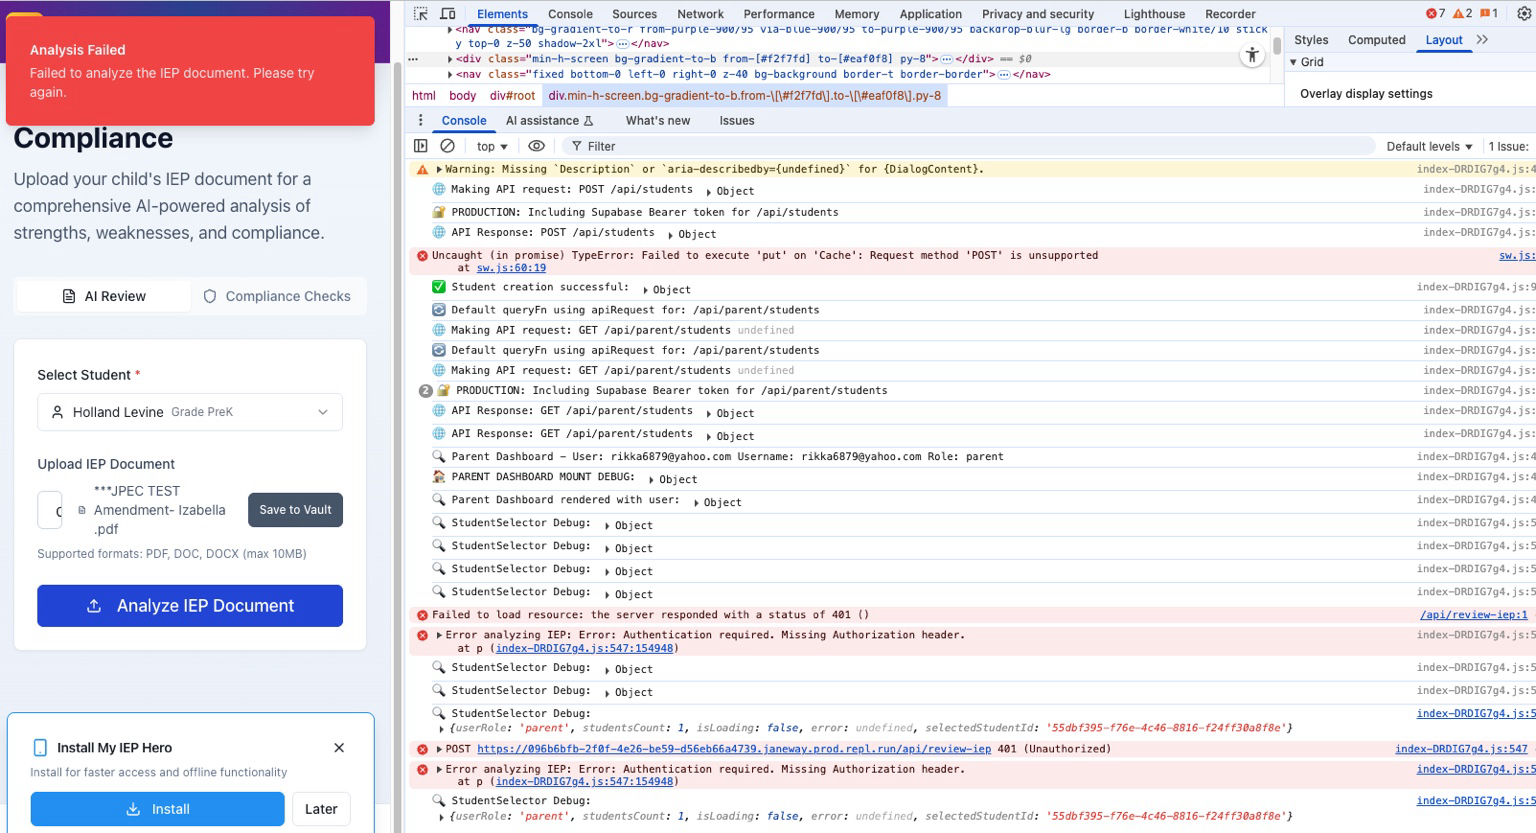 Analysis Failed
Failed to analyze the IEP document. Please try
again.
Compliance
Upload your child's IEP document for a
comprehensive AI-powered analysis of
strengths, weaknesses, and compliance.
AI Review
Compliance Checks
Select Student *
Holland Levine Grade PreK
Upload IEP Document
***JPEC TEST
Amendment- Izabella
.pdf
Save to Vault
Supported formats: PDF, DOC, DOCX (max 10MB)
Analyze IEP Document
Install My IEP Hero
Install for faster access and offline functionality
Install
Later
Elements Console Sources Network Performance Memory Application Privacy and security Lighthouse Recorder 7 2 1
<nav class="bg-gradient-to-r from-purple-900/95 via-blue-900/95 to-purple-900/95 backdrop-blur-lg border-b border-white/10 stick
y top-0 z-50 shadow-2xl">…</nav>
… <div class="min-h-screen bg-gradient-to-b from-[#f2f7fd] to-[#eaf0f8] py-8">…</div> == $0
<nav class="fixed bottom-0 left-0 right-0 z-40 bg-background border-t border-border">…</nav>
html body div#root div.min-h-screen.bg-gradient-to-b.from-\[\#f2f7fd\].to-\[\#eaf0f8\].py-8
Styles Computed Layout
Grid
Overlay display settings
Console AI assistance What's new Issues
top Filter Default levels 1 Issue:
Warning: Missing `Description` or `aria-describedby={undefined}` for {DialogContent}. index-DRDIG7g4.js:4
Making API request: POST /api/students Object index-DRDIG7g4.js:
PRODUCTION: Including Supabase Bearer token for /api/students index-DRDIG7g4.js:
API Response: POST /api/students Object index-DRDIG7g4.js:
Uncaught (in promise) TypeError: Failed to execute 'put' on 'Cache': Request method 'POST' is unsupported sw.js:
at sw.js:60:19
Student creation successful: Object index-DRDIG7g4.js:9
Default queryFn using apiRequest for: /api/parent/students index-DRDIG7g4.js:
Making API request: GET /api/parent/students undefined index-DRDIG7g4.js:
Default queryFn using apiRequest for: /api/parent/students index-DRDIG7g4.js:
Making API request: GET /api/parent/students undefined index-DRDIG7g4.js:
2 PRODUCTION: Including Supabase Bearer token for /api/parent/students index-DRDIG7g4.js:
API Response: GET /api/parent/students Object index-DRDIG7g4.js:
API Response: GET /api/parent/students Object index-DRDIG7g4.js:
Parent Dashboard - User: rikka6879@yahoo.com Username: rikka6879@yahoo.com Role: parent index-DRDIG7g4.js:4
PARENT DASHBOARD MOUNT DEBUG: Object index-DRDIG7g4.js:4
Parent Dashboard rendered with user: Object index-DRDIG7g4.js:4
StudentSelector Debug: Object index-DRDIG7g4.js:5
StudentSelector Debug: Object index-DRDIG7g4.js:5
StudentSelector Debug: Object index-DRDIG7g4.js:5
StudentSelector Debug: Object index-DRDIG7g4.js:5
Failed to load resource: the server responded with a status of 401 () /api/review-iep:1
Error analyzing IEP: Error: Authentication required. Missing Authorization header. index-DRDIG7g4.js:5
at p (index-DRDIG7g4.js:547:154948)
StudentSelector Debug: Object index-DRDIG7g4.js:5
StudentSelector Debug: Object index-DRDIG7g4.js:5
StudentSelector Debug: index-DRDIG7g4.js:5
{userRole: 'parent', studentsCount: 1, isLoading: false, error: undefined, selectedStudentId: '55dbf395-f76e-4c46-8816-f24ff30a8f8e'}
POST https://096b6bfb-2f0f-4e26-be59-d56eb66a4739.janeway.prod.repl.run/api/review-iep 401 (Unauthorized) index-DRDIG7g4.js:547
Error analyzing IEP: Error: Authentication required. Missing Authorization header. index-DRDIG7g4.js:5
at p (index-DRDIG7g4.js:547:154948)
StudentSelector Debug: index-DRDIG7g4.js:5
{userRole: 'parent', studentsCount: 1, isLoading: false, error: undefined, selectedStudentId: '55dbf395-f76e-4c46-8816-f24ff30a8f8e'}